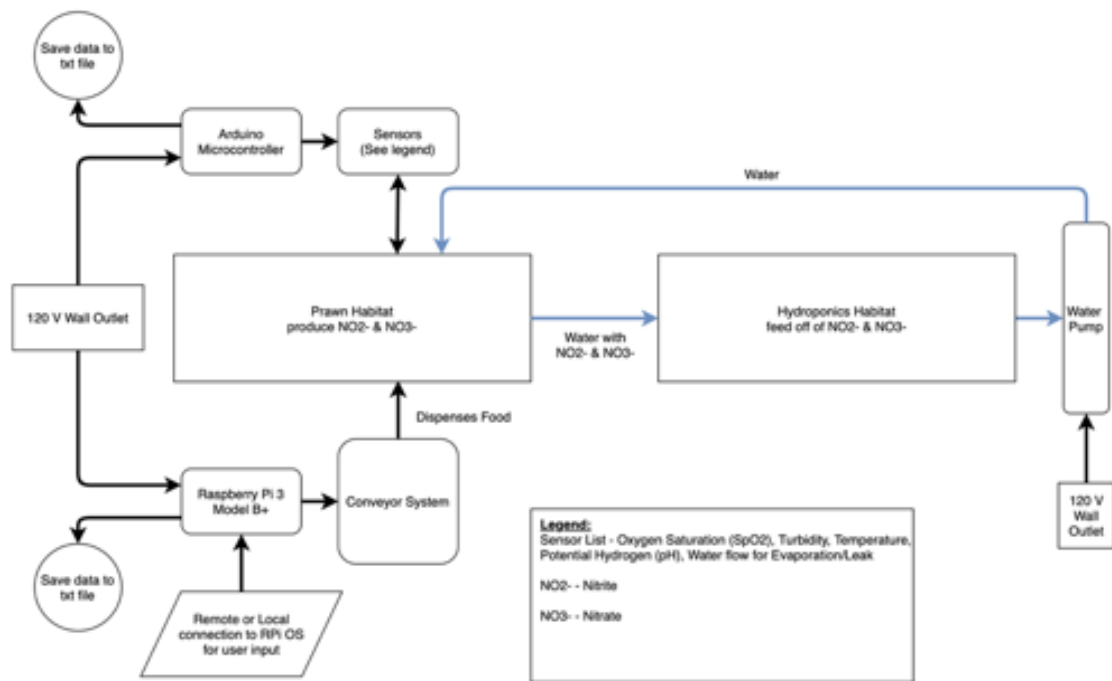 Save data to
txt file
Arduino
Microcontroller
Sensors
(See legend)
Water
120 V Wall Outlet
Prawn Habitat
produce NO2- & NO3-
Water with
NO2- & NO3-
Hydroponics Habitat
feed off of NO2- & NO3-
Water
Pump
Dispenses Food
Raspberry Pi 3
Model B+
Conveyor System
120 V
Wall
Outlet
Save data to
txt file
Remote or Local
connection to RPi OS
for user input
Legend:
Sensor List - Oxygen Saturation (SpO2), Turbidity, Temperature,
Potential Hydrogen (pH), Water flow for Evaporation/Leak
NO2- - Nitrite
NO3- - Nitrate